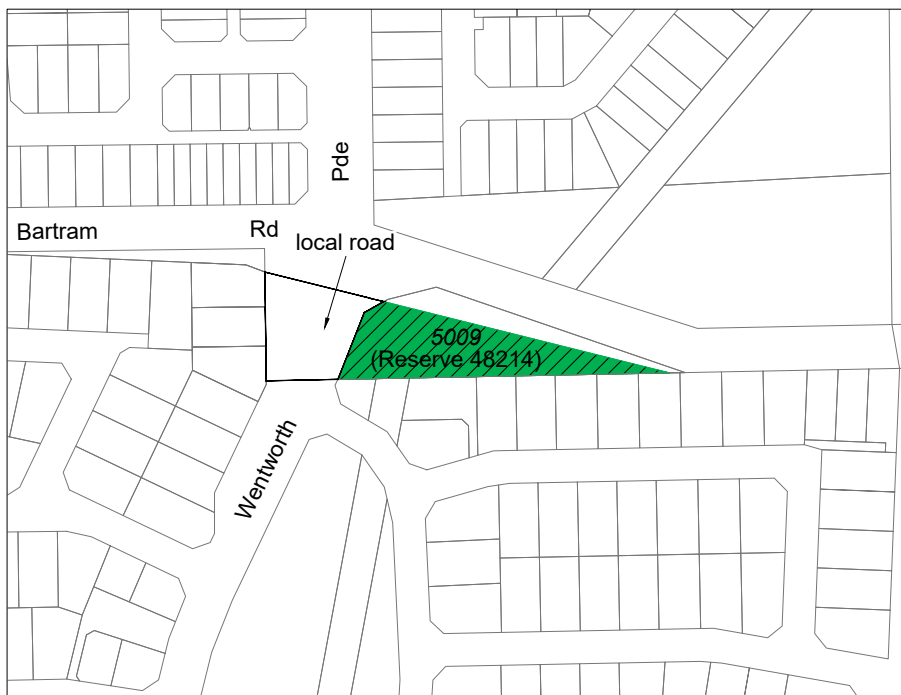 Pde
Bartram Rd
local road
5009
(Reserve 48214)
Wentworth